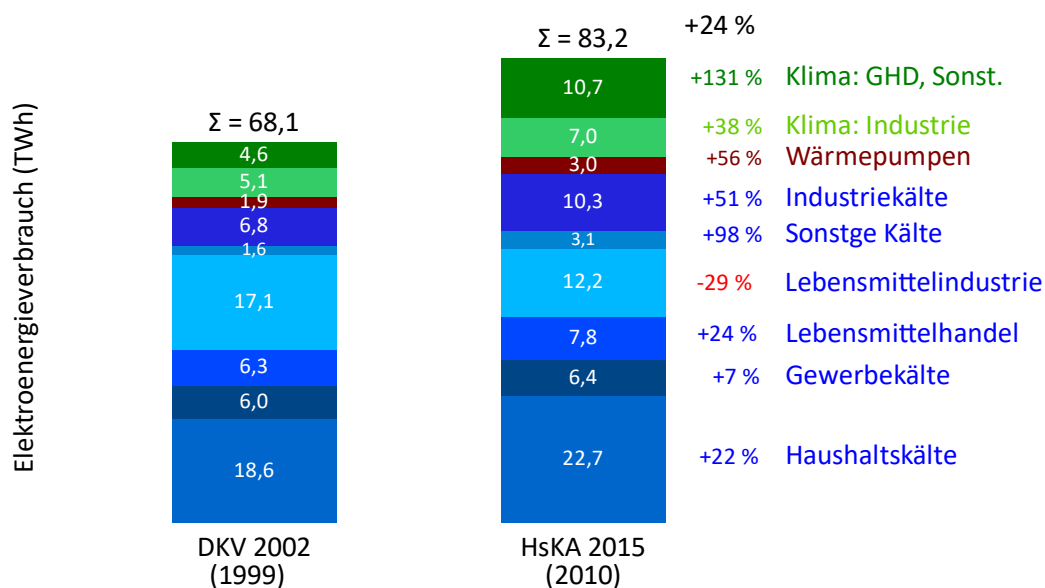 +24 %
Σ = 83,2
Σ = 68,1
Elektroenergieverbrauch (TWh)
4,6
5,1
1,9
6,8
1,6
17,1
6,3
6,0
18,6
DKV 2002
(1999)
10,7
7,0
3,0
10,3
3,1
12,2
7,8
6,4
22,7
HsKA 2015
(2010)
+131 % Klima: GHD, Sonst.
+38 % Klima: Industrie
+56 % Wärmepumpen
+51 % Industriekälte
+98 % Sonstge Kälte
-29 % Lebensmittelindustrie
+24 % Lebensmittelhandel
+7 % Gewerbekälte
+22 % Haushaltskälte